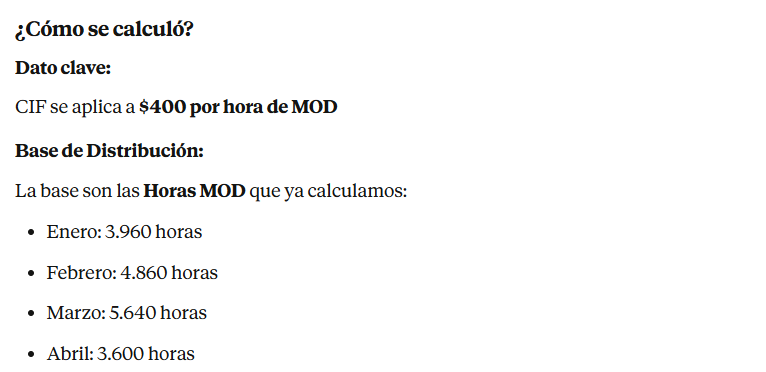 ¿Cómo se calculó?
Dato clave:
CIF se aplica a $400 por hora de MOD
Base de Distribución:
La base son las Horas MOD que ya calculamos:
• Enero: 3.960 horas
• Febrero: 4.860 horas
• Marzo: 5.640 horas
• Abril: 3.600 horas